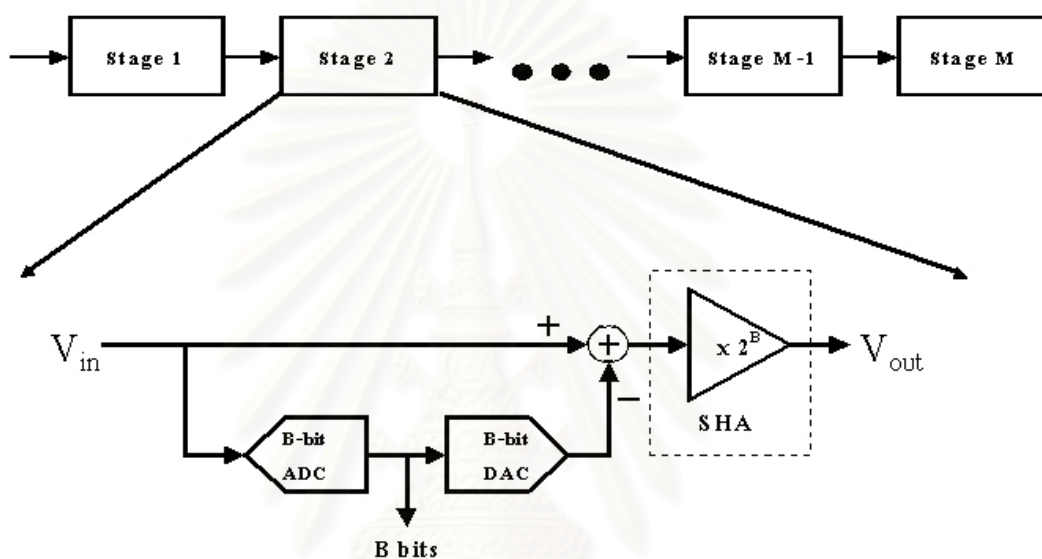 Stage 1
Stage 2
Stage M-1
Stage M
V_in
+
+
x 2^B
V_out
−
SHA
B-bit
ADC
B-bit
DAC
B bits